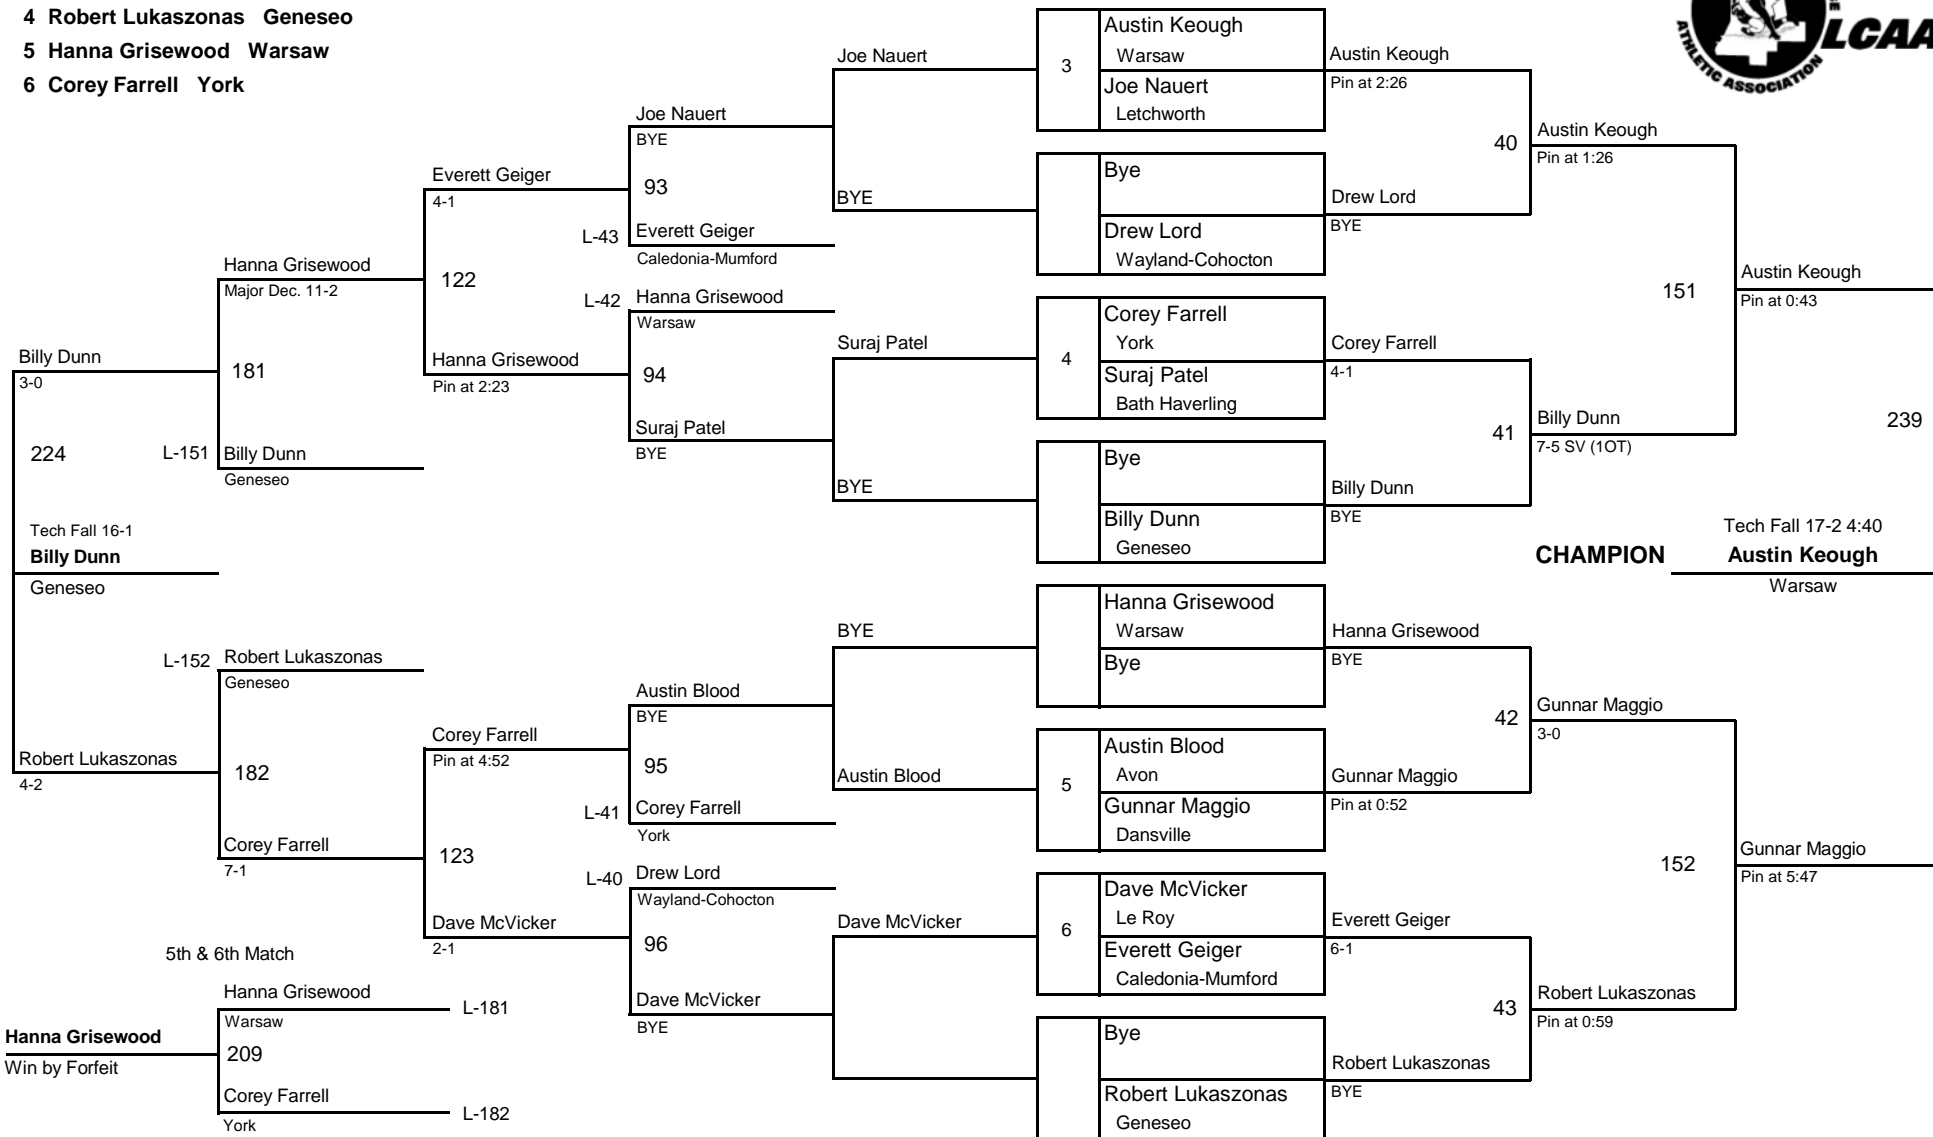 4 Robert Lukaszonas Geneseo
5 Hanna Grisewood Warsaw
6 Corey Farrell York
ATHLETIC ASSOCIATION
LCAA
Billy Dunn
3-0
224
Tech Fall 16-1
Billy Dunn
Geneseo
Robert Lukaszonas
4-2
5th & 6th Match
Hanna Grisewood
Win by Forfeit
Hanna Grisewood
Major Dec. 11-2
181
L-151 Billy Dunn
Geneseo
L-152 Robert Lukaszonas
Geneseo
182
Corey Farrell
7-1
Hanna Grisewood
Warsaw
L-181
209
Corey Farrell
York
L-182
Everett Geiger
4-1
122
Hanna Grisewood
Pin at 2:23
Corey Farrell
Pin at 4:52
123
Dave McVicker
2-1
Joe Nauert
BYE
93
L-43 Everett Geiger
Caledonia-Mumford
L-42 Hanna Grisewood
Warsaw
94
Suraj Patel
BYE
Austin Blood
BYE
95
L-41 Corey Farrell
York
L-40 Drew Lord
Wayland-Cohocton
96
Dave McVicker
BYE
Joe Nauert
BYE
Suraj Patel
BYE
BYE
Austin Blood
Dave McVicker
3
Austin Keough
Warsaw
Joe Nauert
Letchworth
Bye
Drew Lord
Wayland-Cohocton
4
Corey Farrell
York
Suraj Patel
Bath Haverling
Bye
Billy Dunn
Geneseo
Hanna Grisewood
Warsaw
Bye
5
Austin Blood
Avon
Gunnar Maggio
Dansville
6
Dave McVicker
Le Roy
Everett Geiger
Caledonia-Mumford
Bye
Robert Lukaszonas
Geneseo
Austin Keough
Pin at 2:26
40
Drew Lord
BYE
Corey Farrell
4-1
41
Billy Dunn
BYE
Hanna Grisewood
BYE
42
Gunnar Maggio
Pin at 0:52
Everett Geiger
6-1
43
Robert Lukaszonas
BYE
Austin Keough
Pin at 1:26
151
Billy Dunn
7-5 SV (1OT)
Gunnar Maggio
3-0
152
Robert Lukaszonas
Pin at 0:59
Austin Keough
Pin at 0:43
239
Tech Fall 17-2 4:40
CHAMPION Austin Keough
Warsaw
Gunnar Maggio
Pin at 5:47